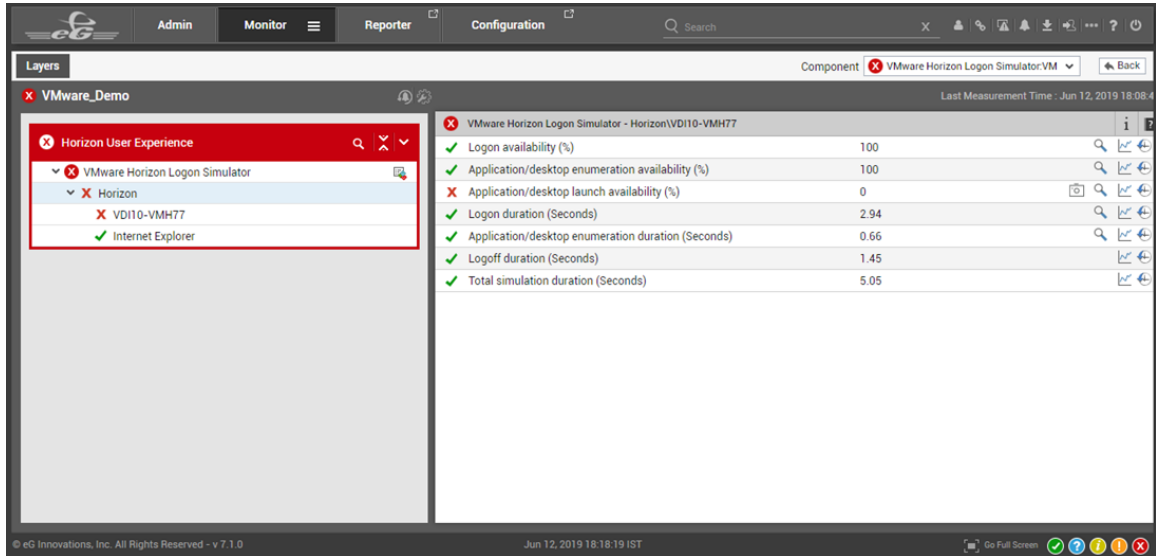 eG
Admin
Monitor
Reporter
Configuration
Search
X
?
Layers
Component
VMware Horizon Logon Simulator:VM
Back
VMware_Demo
Last Measurement Time : Jun 12, 2019 18:08:4
Horizon User Experience
VMware Horizon Logon Simulator
Horizon
VDI10-VMH77
Internet Explorer
VMware Horizon Logon Simulator - Horizon\VDI10-VMH77
i ?
Logon availability (%) 100
Application/desktop enumeration availability (%) 100
Application/desktop launch availability (%) 0
Logon duration (Seconds) 2.94
Application/desktop enumeration duration (Seconds) 0.66
Logoff duration (Seconds) 1.45
Total simulation duration (Seconds) 5.05
© eG Innovations, Inc. All Rights Reserved - v 7.1.0
Jun 12, 2019 18:18:19 IST
Go Full Screen